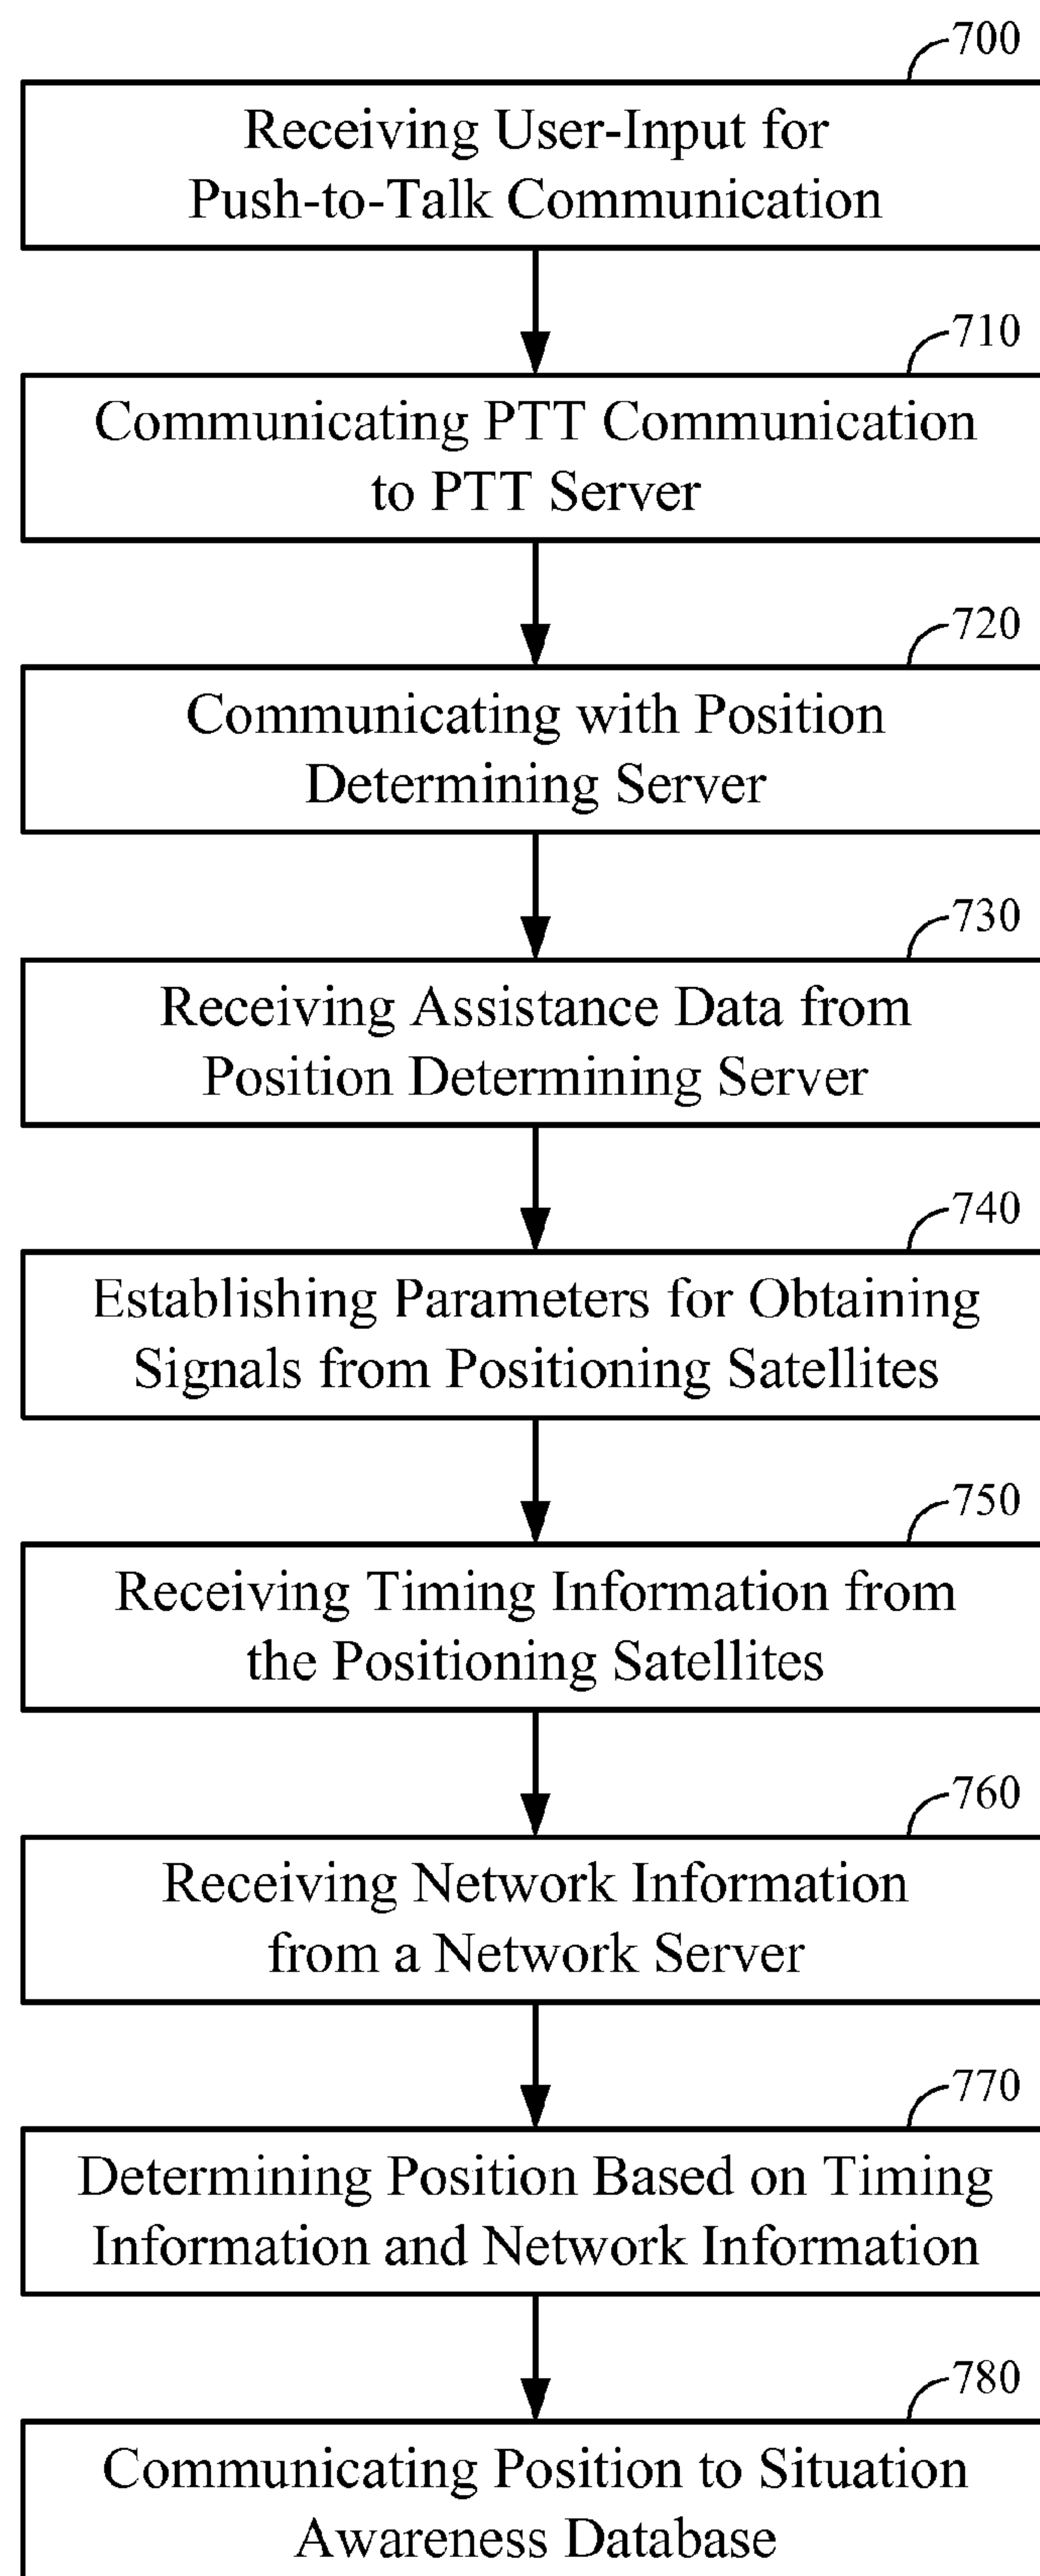 700
Receiving User-Input for
Push-to-Talk Communication
710
Communicating PTT Communication
to PTT Server
720
Communicating with Position
Determining Server
730
Receiving Assistance Data from
Position Determining Server
740
Establishing Parameters for Obtaining
Signals from Positioning Satellites
750
Receiving Timing Information from
the Positioning Satellites
760
Receiving Network Information
from a Network Server
770
Determining Position Based on Timing
Information and Network Information
780
Communicating Position to Situation
Awareness Database